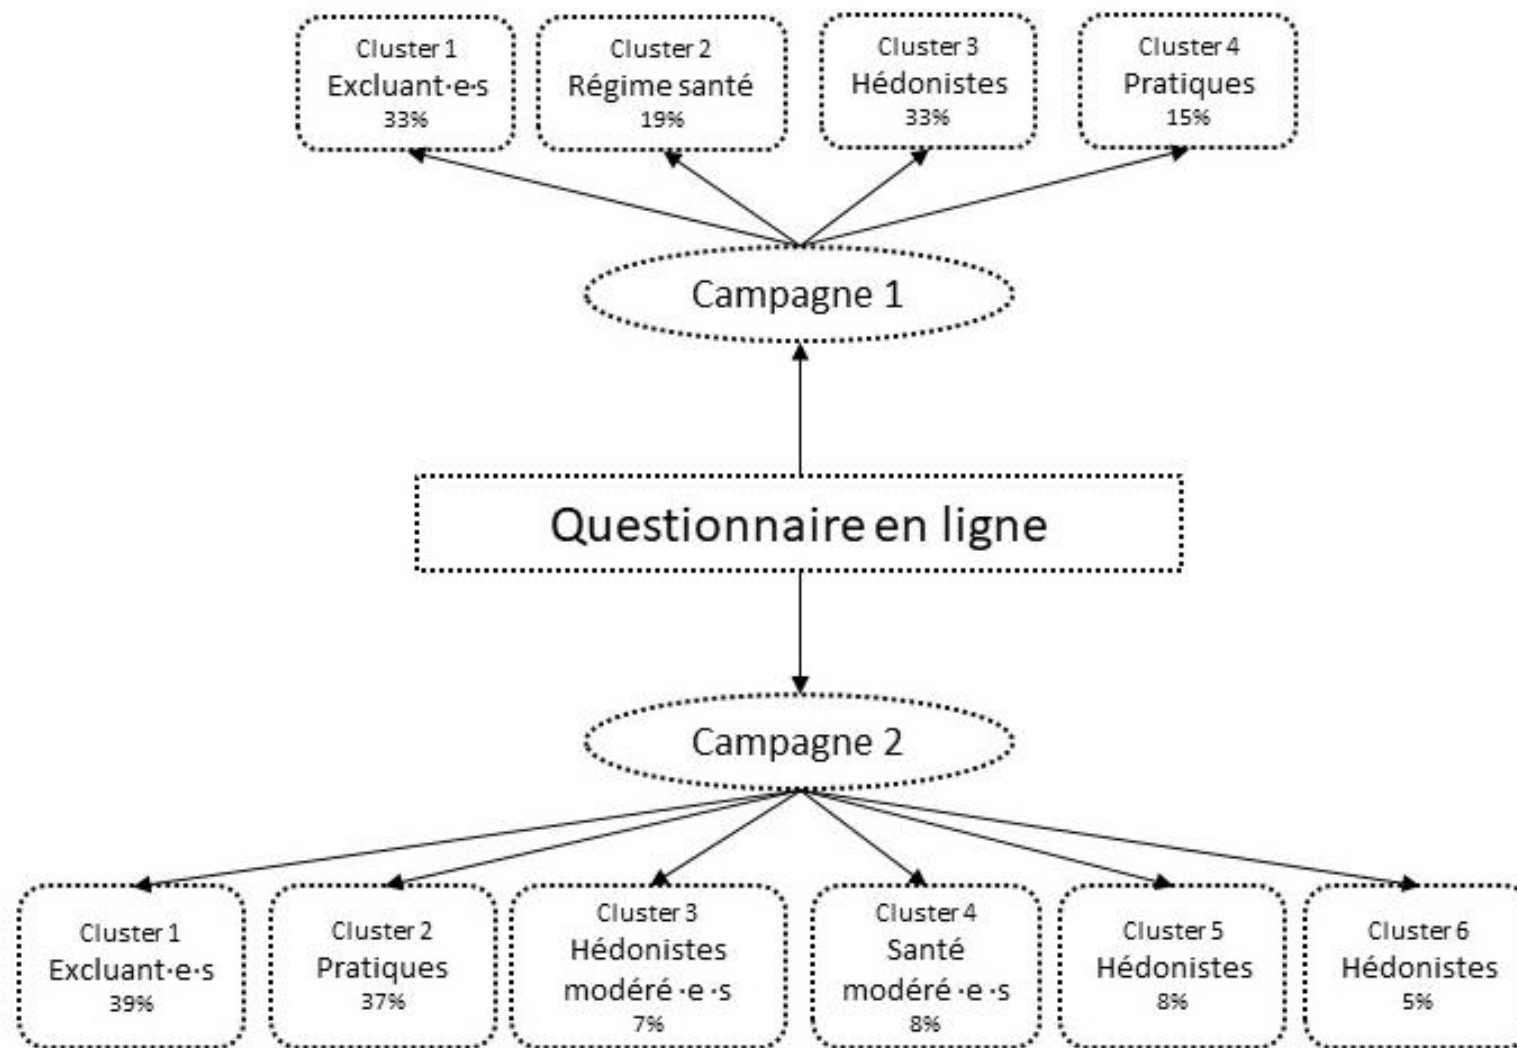 Cluster 1
Excluant·e·s
33%
Cluster 2
Régime santé
19%
Cluster 3
Hédonistes
33%
Cluster 4
Pratiques
15%
Campagne 1
Questionnaire en ligne
Campagne 2
Cluster 1
Excluant·e·s
39%
Cluster 2
Pratiques
37%
Cluster 3
Hédonistes
modéré ·e ·s
7%
Cluster 4
Santé
modéré ·e ·s
8%
Cluster 5
Hédonistes
8%
Cluster 6
Hédonistes
5%